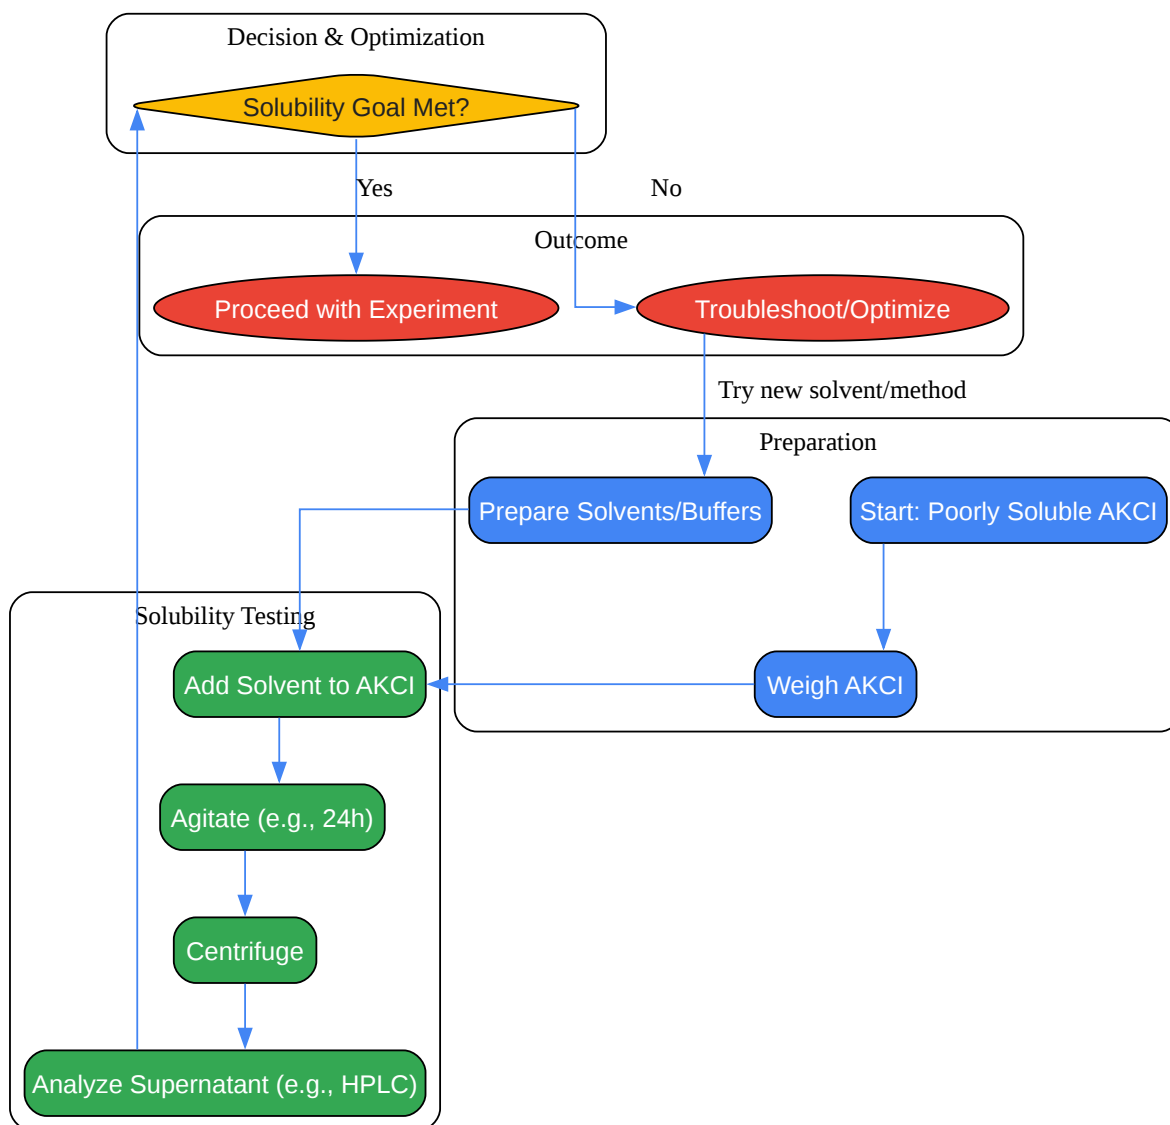 Decision & Optimization
Solubility Goal Met?
Yes
No
Outcome
Proceed with Experiment
Troubleshoot/Optimize
Try new solvent/method
Preparation
Prepare Solvents/Buffers
Start: Poorly Soluble AKCI
Solubility Testing
Add Solvent to AKCI
Weigh AKCI
Agitate (e.g., 24h)
Centrifuge
Analyze Supernatant (e.g., HPLC)